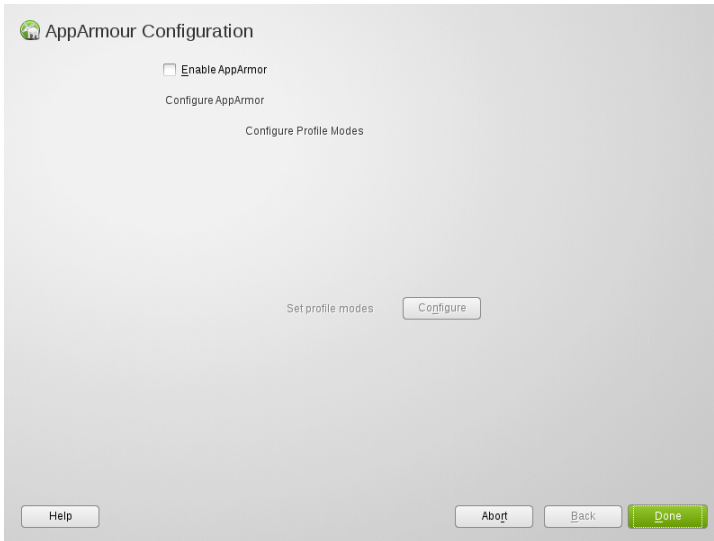 AppArmour Configuration
Enable AppArmor
Configure AppArmor
Configure Profile Modes
Set profile modes Configure
Help Abort Back Done